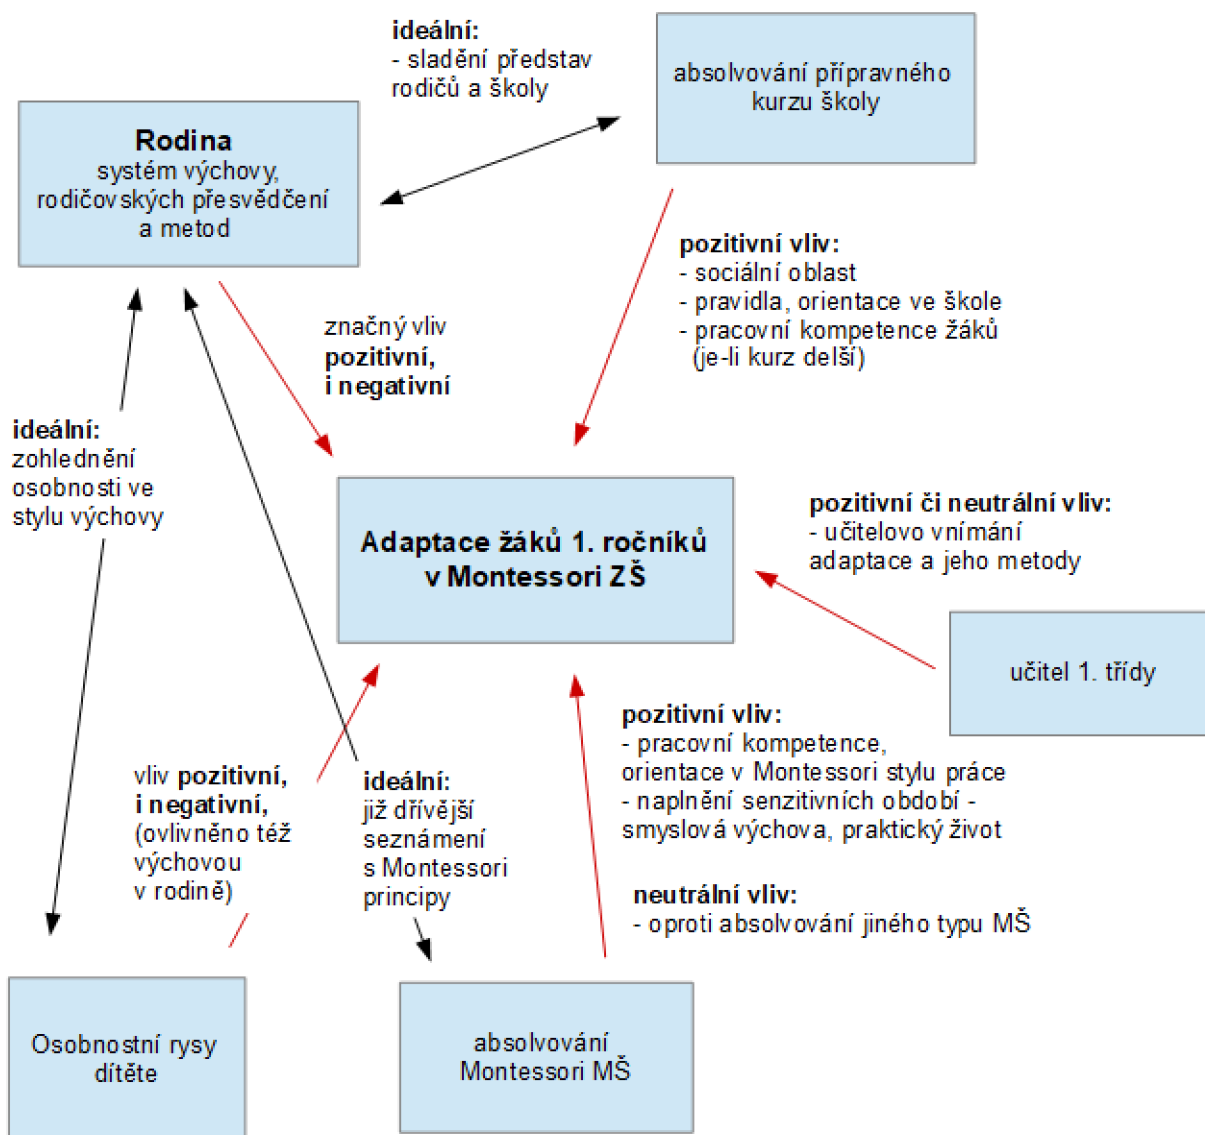 ideální:
- sladění představ
rodičů a školy
absolvování přípravného
kurzu školy
Rodina
systém výchovy,
rodičovských přesvědčení
a metod
pozitivní vliv:
- sociální oblast
- pravidla, orientace ve škole
- pracovní kompetence žáků
(je-li kurz delší)
značný vliv
pozitivní,
i negativní
ideální:
zohlednění
osobnosti ve
stylu výchovy
Adaptace žáků 1. ročníků
v Montessori ZŠ
pozitivní či neutrální vliv:
- učitelovo vnímání
adaptace a jeho metody
učitel 1. třídy
pozitivní vliv:
- pracovní kompetence,
orientace v Montessori stylu práce
- naplnění senzitivních období -
smyslová výchova, praktický život
neutrální vliv:
- oproti absolvování jiného typu MŠ
vliv pozitivní,
i negativní,
(ovlivněno též
výchovou
v rodině)
ideální:
již dřívější
seznámení
s Montessori
principy
Osobnostní rysy
dítěte
absolvování
Montessori MŠ